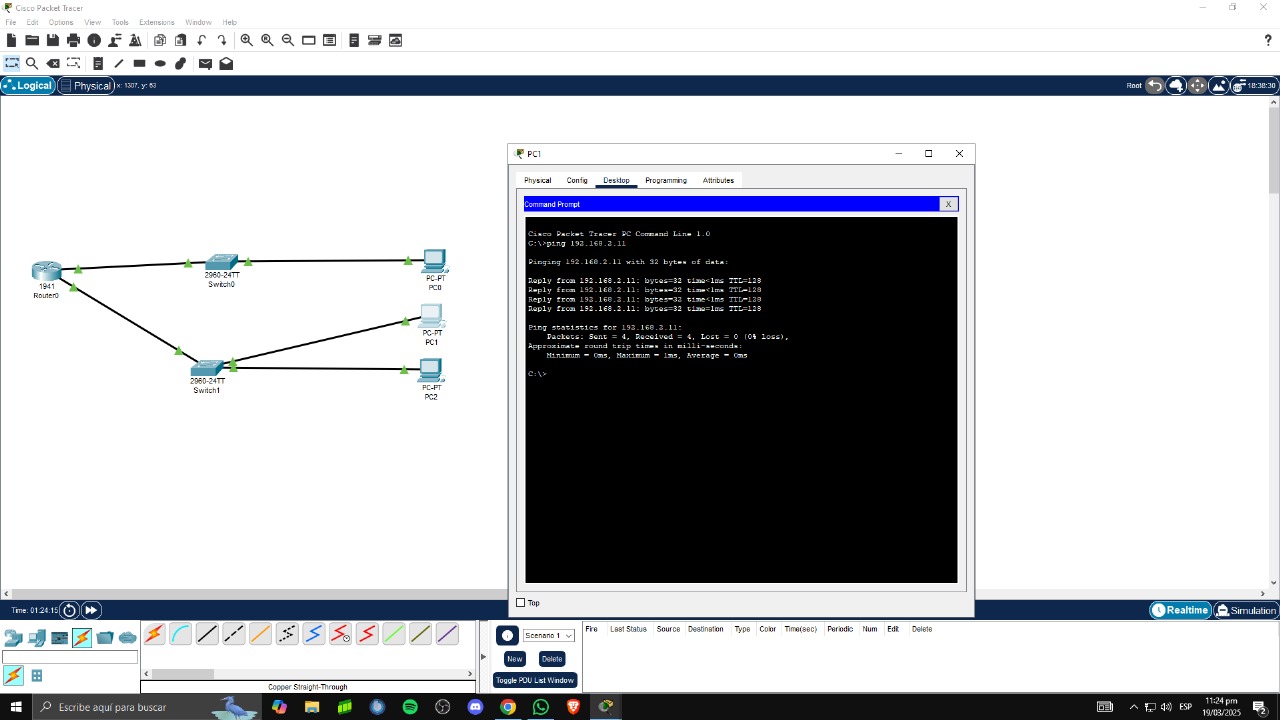 Cisco Packet Tracer
File Edit Options View Tools Extensions Window Help
?
Logical Physical x: 1307, y: 63 Root 18:38:30
PC1
Physical Config Desktop Programming Attributes
Command Prompt X
Cisco Packet Tracer PC Command Line 1.0
C:\>ping 192.168.2.11
Pinging 192.168.2.11 with 32 bytes of data:
Reply from 192.168.2.11: bytes=32 time<1ms TTL=128
Reply from 192.168.2.11: bytes=32 time<1ms TTL=128
Reply from 192.168.2.11: bytes=32 time<1ms TTL=128
Reply from 192.168.2.11: bytes=32 time=1ms TTL=128
Ping statistics for 192.168.2.11:
Packets: Sent = 4, Received = 4, Lost = 0 (0% loss),
Approximate round trip times in milli-seconds:
Minimum = 0ms, Maximum = 1ms, Average = 0ms
C:\>
Top
1941
Router0
2960-24TT
Switch0
PC-PT
PC0
PC-PT
PC1
2960-24TT
Switch1
PC-PT
PC2
Time: 01:24:15 Realtime Simulation
Scenario 1
New Delete
Toggle PDU List Window
Fire Last Status Source Destination Type Color Time(sec) Periodic Num Edit Delete
Copper Straight-Through
Escribe aquí para buscar
ESP
11:24 p.m.
19/03/2025
2